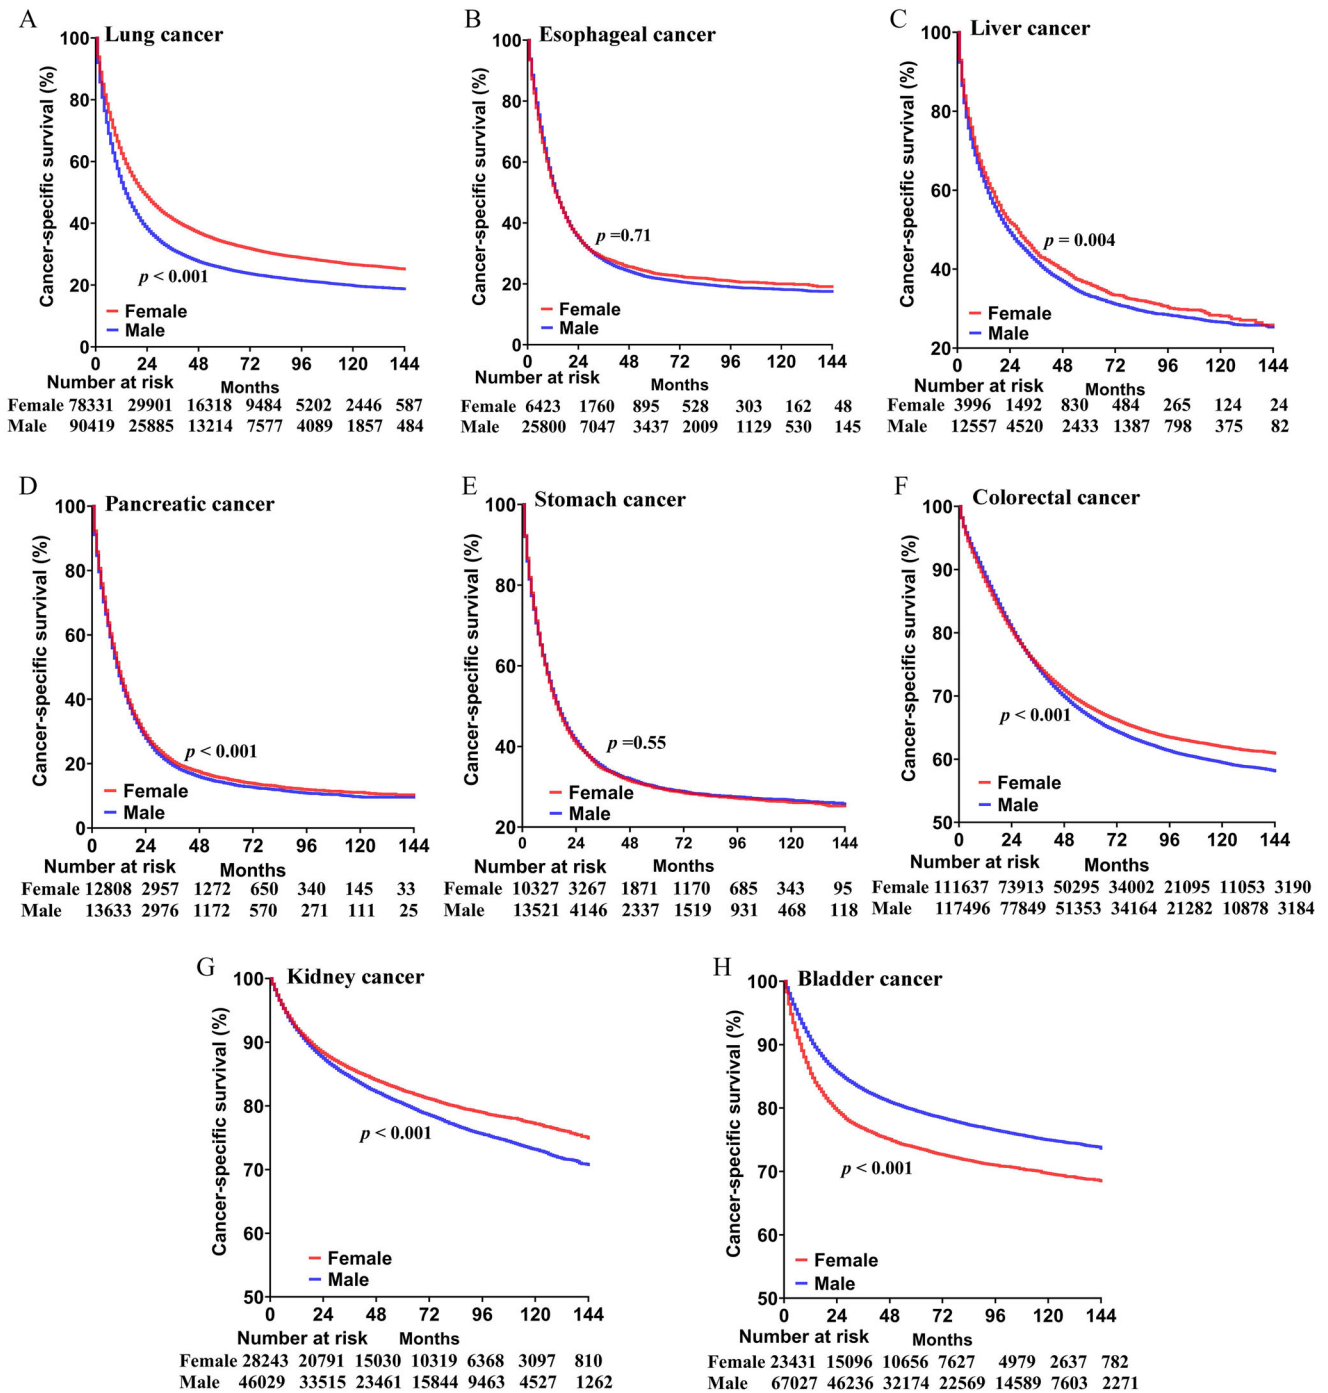 A
Lung cancer
Cancer-specific survival (%)
100
80
60
40
20
0
p < 0.001
Female
Male
0 24 48 72 96 120 144
Number at risk Months
Female 78331 29901 16318 9484 5202 2446 587
Male 90419 25885 13214 7577 4089 1857 484
B
Esophageal cancer
Cancer-specific survival (%)
100
80
60
40
20
0
p =0.71
Female
Male
0 24 48 72 96 120 144
Number at risk Months
Female 6423 1760 895 528 303 162 48
Male 25800 7047 3437 2009 1129 530 145
C
Liver cancer
Cancer-specific survival (%)
100
80
60
40
20
p = 0.004
Female
Male
0 24 48 72 96 120 144
Number at risk Months
Female 3996 1492 830 484 265 124 24
Male 12557 4520 2433 1387 798 375 82
D
Pancreatic cancer
Cancer-specific survival (%)
100
80
60
40
20
0
p < 0.001
Female
Male
0 24 48 72 96 120 144
Number at risk Months
Female 12808 2957 1272 650 340 145 33
Male 13633 2976 1172 570 271 111 25
E
Stomach cancer
Cancer-specific survival (%)
100
80
60
40
20
p =0.55
Female
Male
0 24 48 72 96 120 144
Number at risk Months
Female 10327 3267 1871 1170 685 343 95
Male 13521 4146 2337 1519 931 468 118
F
Colorectal cancer
Cancer-specific survival (%)
100
90
80
70
60
50
p < 0.001
Female
Male
0 24 48 72 96 120 144
Number at risk Months
Female 111637 73913 50295 34002 21095 11053 3190
Male 117496 77849 51353 34164 21282 10878 3184
G
Kidney cancer
Cancer-specific survival (%)
100
90
80
70
60
50
p < 0.001
Female
Male
0 24 48 72 96 120 144
Number at risk Months
Female 28243 20791 15030 10319 6368 3097 810
Male 46029 33515 23461 15844 9463 4527 1262
H
Bladder cancer
Cancer-specific survival (%)
100
90
80
70
60
50
p < 0.001
Female
Male
0 24 48 72 96 120 144
Number at risk Months
Female 23431 15096 10656 7627 4979 2637 782
Male 67027 46236 32174 22569 14589 7603 2271